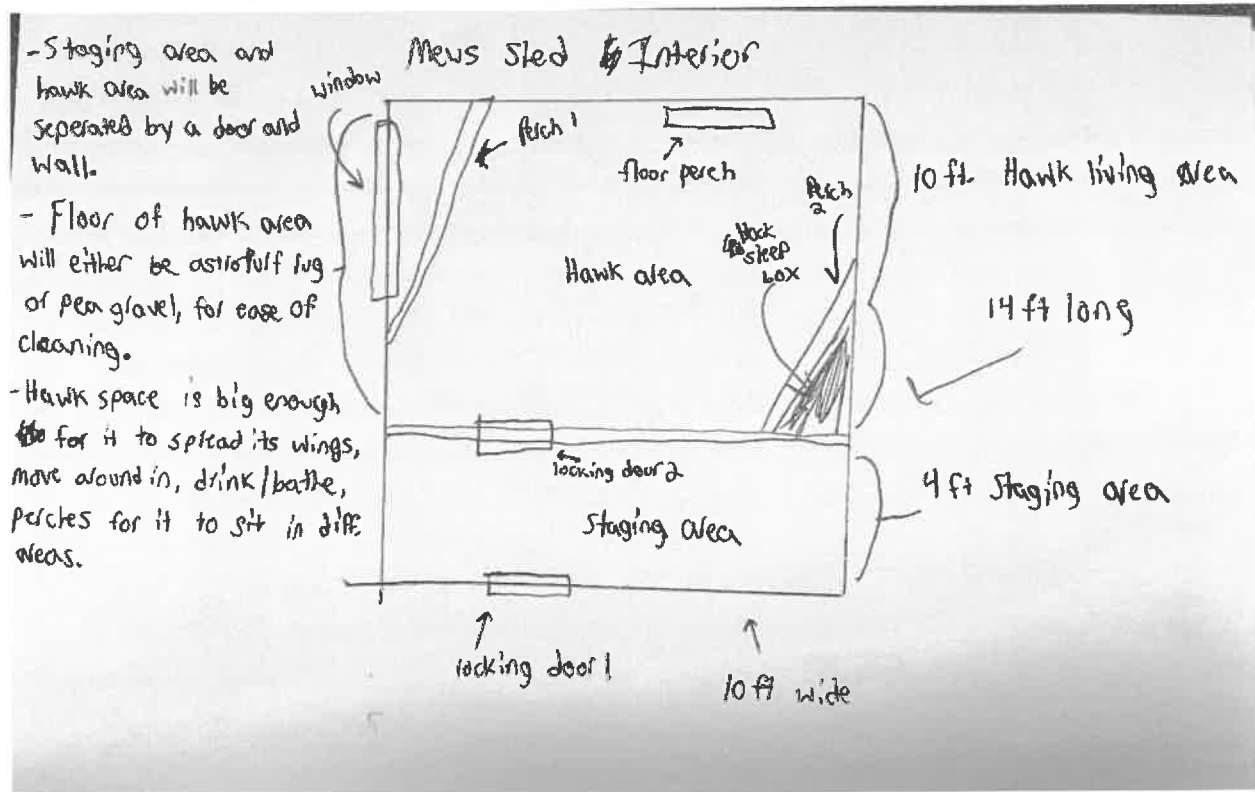 Mews Shed Interior
- Staging area and
hawk area will be
seperated by a door and
wall.
- Floor of hawk area
will either be astroturf rug
or pea gravel, for ease of
cleaning.
- Hawk space is big enough
for it to spread its wings,
move around in, drink/bathe,
perches for it to sit in diff.
areas.
window
Perch 1
floor perch
10 ft. Hawk living area
Perch
2
sleep
box
Hawk area
14 ft long
locking door 2
Staging area
4 ft Staging area
locking door 1
10 ft wide